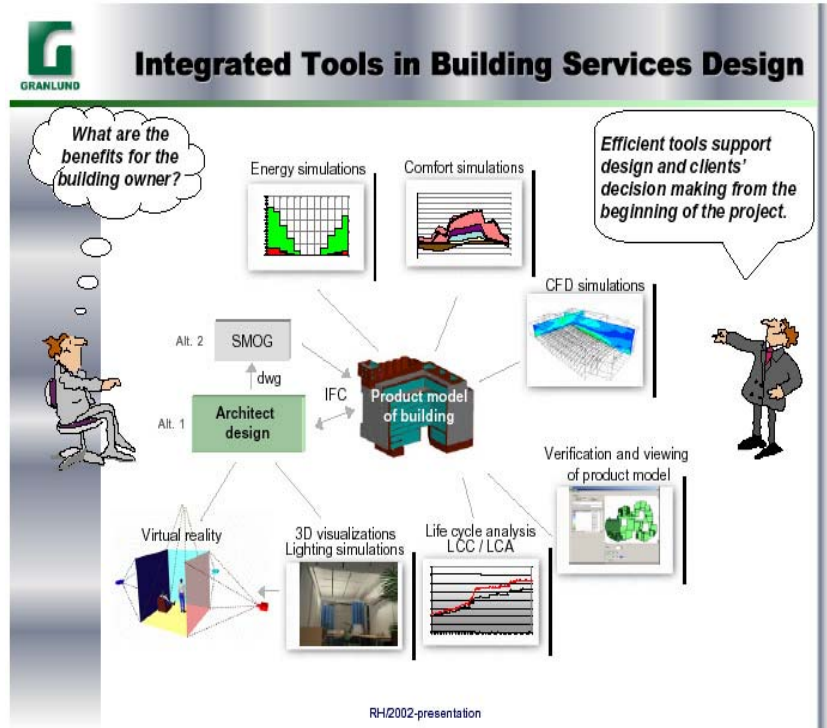 GRANLUND
Integrated Tools in Building Services Design
What are the
benefits for the
building owner?
Efficient tools support
design and clients'
decision making from the
beginning of the project.
Energy simulations
Comfort simulations
CFD simulations
Alt. 2
SMOG
dwg
IFC
Product model
of building
Alt. 1
Architect
design
Verification and viewing
of product model
Virtual reality
3D visualizations
Lighting simulations
Life cycle analysis
LCC / LCA
RH/2002-presentation